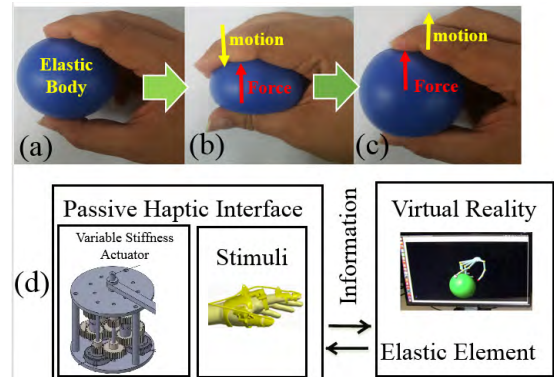 Elastic
Body
(a)
motion
Force
(b)
motion
Force
(c)
(d)
Passive Haptic Interface
Variable Stiffness
Actuator
Stimuli
Information
Virtual Reality
Elastic Element